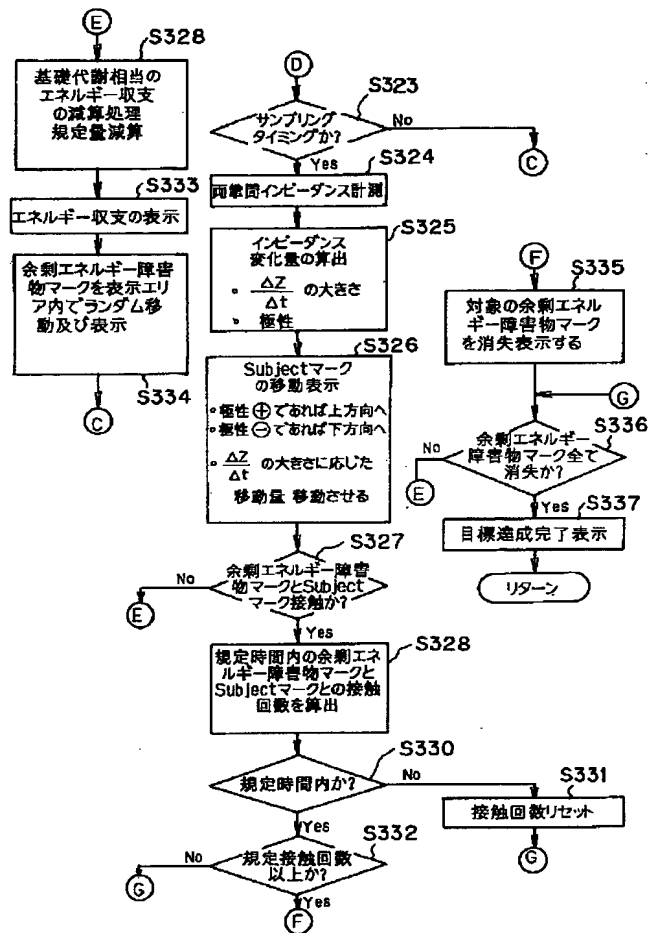 E
S328
基礎代謝相当の
エネルギー収支
の減算処理
規定量減算
S333
エネルギー収支の表示
余剰エネルギー障害
物マークを表示エリ
ア内でランダム移
動及び表示
S334
C
D
S323
サンプリング
タイミングか?
No
C
Yes
S324
両掌間インピーダンス計測
S325
インピーダンス
変化量の算出
• ΔZ/Δt の大きさ
• 極性
S326
Subjectマーク
の移動表示
•極性⊕であれば上方向へ
•極性⊖であれば下方向へ
• ΔZ/Δt の大きさに応じた
移動量 移動させる
S327
余剰エネルギー障害
物マークとSubject
マーク接触か?
No
E
Yes
S328
規定時間内の余剰エネ
ルギー障害物マークと
Subjectマークとの接触
回数を算出
S330
規定時間内か?
No
S331
接触回数リセット
G
Yes
S332
規定接触回数
以上か?
No
G
Yes
F
F
S335
対象の余剰エネル
ギー障害物マーク
を消失表示する
G
S336
余剰エネルギー
障害物マーク全て
消失か?
No
E
Yes
S337
目標達成完了表示
リターン